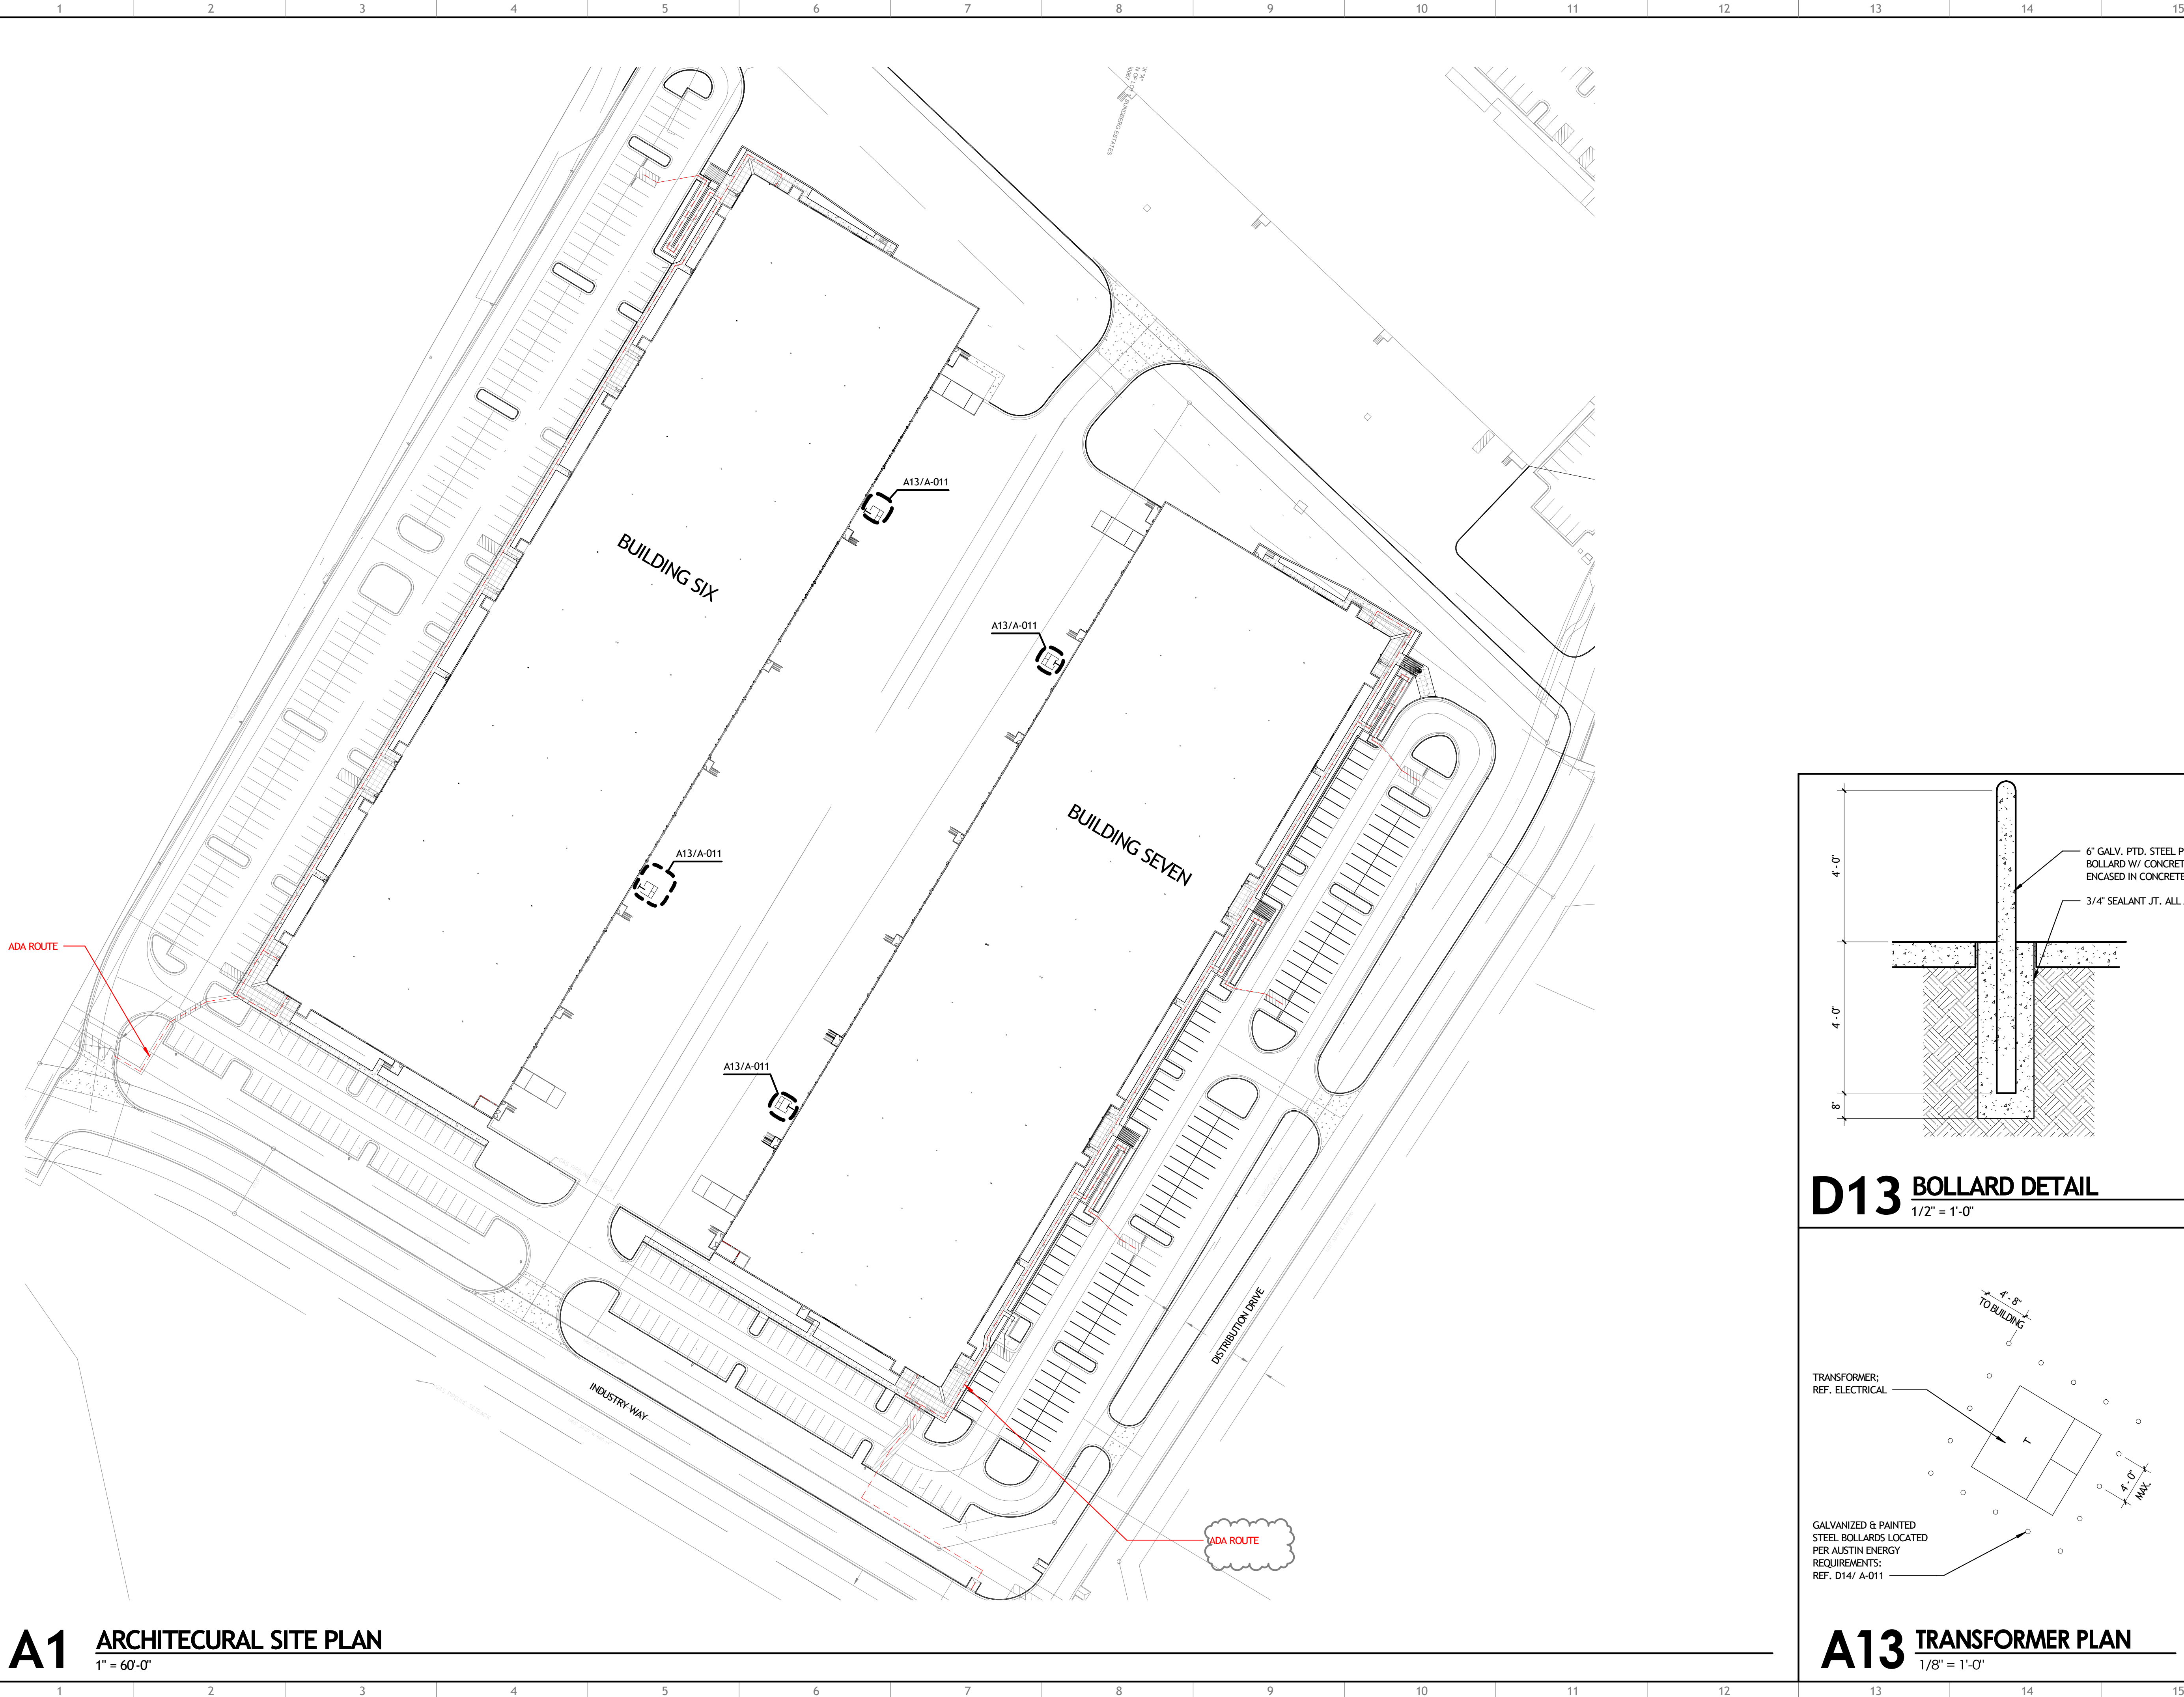 1 2 3 4 5 6 7 8 9 10 11 12 13 14 15
SUNDBERG ESTATES
A13/A-011
BUILDING SIX
A13/A-011
A13/A-011
BUILDING SEVEN
ADA ROUTE
A13/A-011
DISTRIBUTION DRIVE
INDUSTRY WAY
ADA ROUTE
4' - 0"
6" GALV. PTD. STEEL
BOLLARD W/
ENCASED IN
3/4" SEALANT JT. ALL
4' - 0"
8"
D13 BOLLARD DETAIL
1/2" = 1'-0"
4' - 8"
TO BUILDING
TRANSFORMER;
REF. ELECTRICAL
T
4' - 0"
MAX.
GALVANIZED & PAINTED
STEEL BOLLARDS LOCATED
PER AUSTIN ENERGY
REQUIREMENTS:
REF. D14/ A-011
A1 ARCHITECURAL SITE PLAN
1" = 60'-0"
A13 TRANSFORMER PLAN
1/8" = 1'-0"
1 2 3 4 5 6 7 8 9 10 11 12 13 14 15